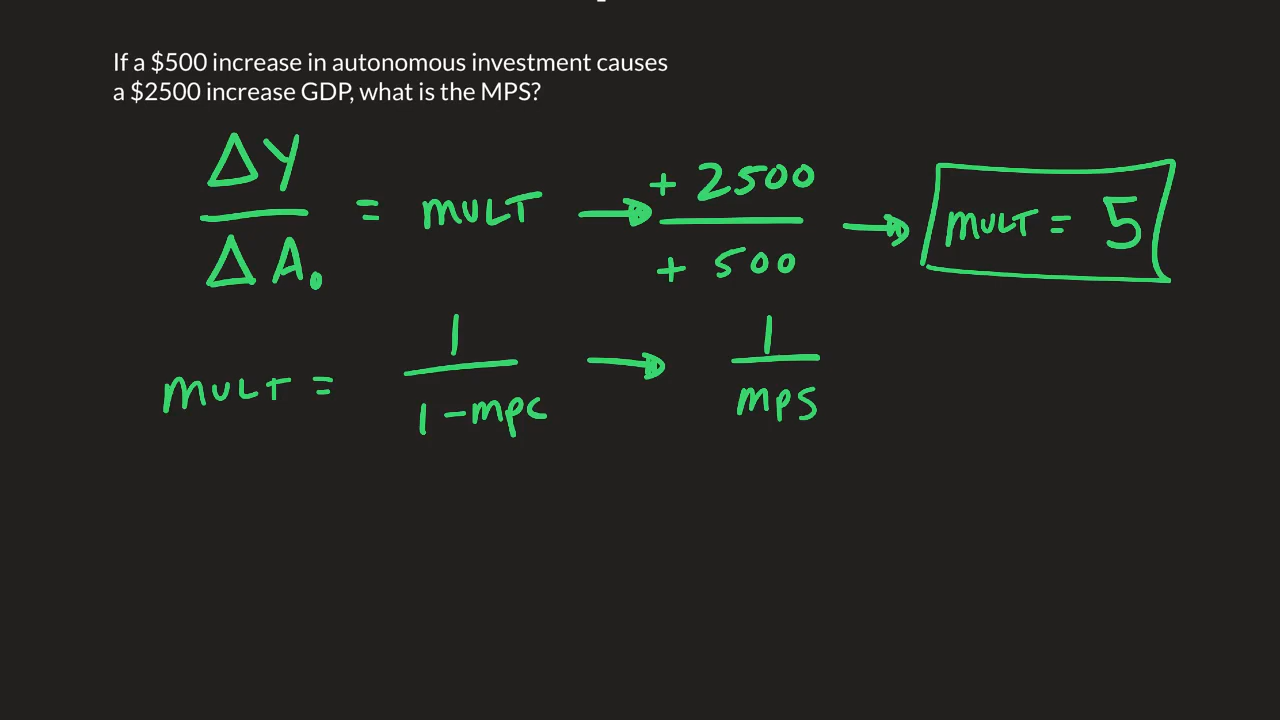 If a $500 increase in autonomous investment causes
a $2500 increase GDP, what is the MPS?
ΔY / ΔA₀ = MULT → +2500 / +500 → MULT = 5
MULT = 1 / 1-mpc → 1 / mps